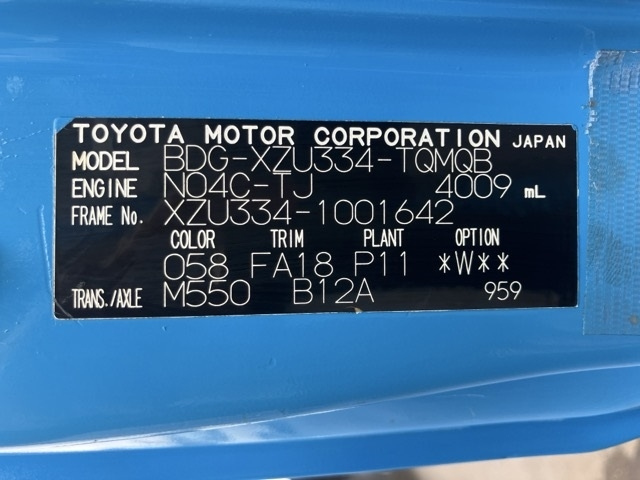 TOYOTA MOTOR CORPORATION JAPAN
MODEL BDG-XZU334-TQMQB
ENGINE N04C-TJ 4009 mL
FRAME No. XZU334-1001642
COLOR TRIM PLANT OPTION
058 FA18 P11 *W**
TRANS./AXLE M550 B12A 959